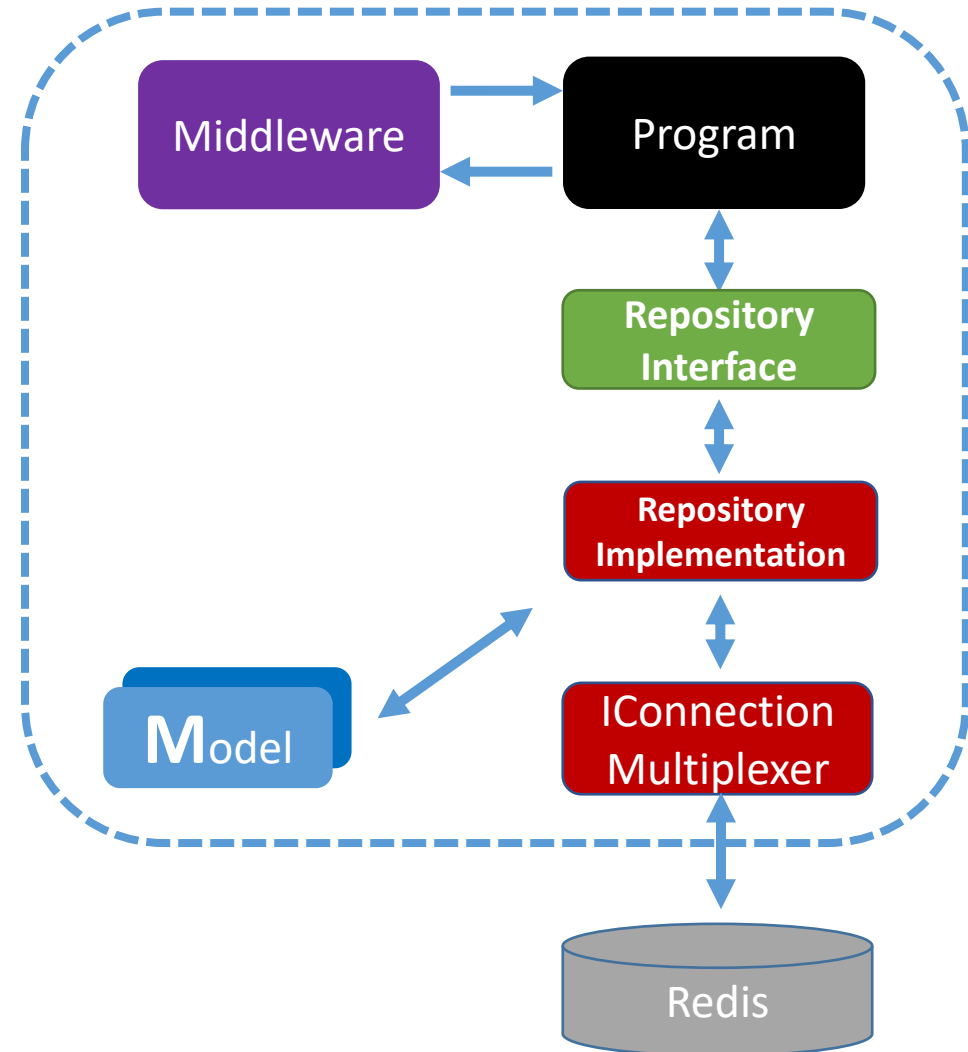 Middleware
Program
Repository
Interface
Repository
Implementation
Model
IConnection
Multiplexer
Redis